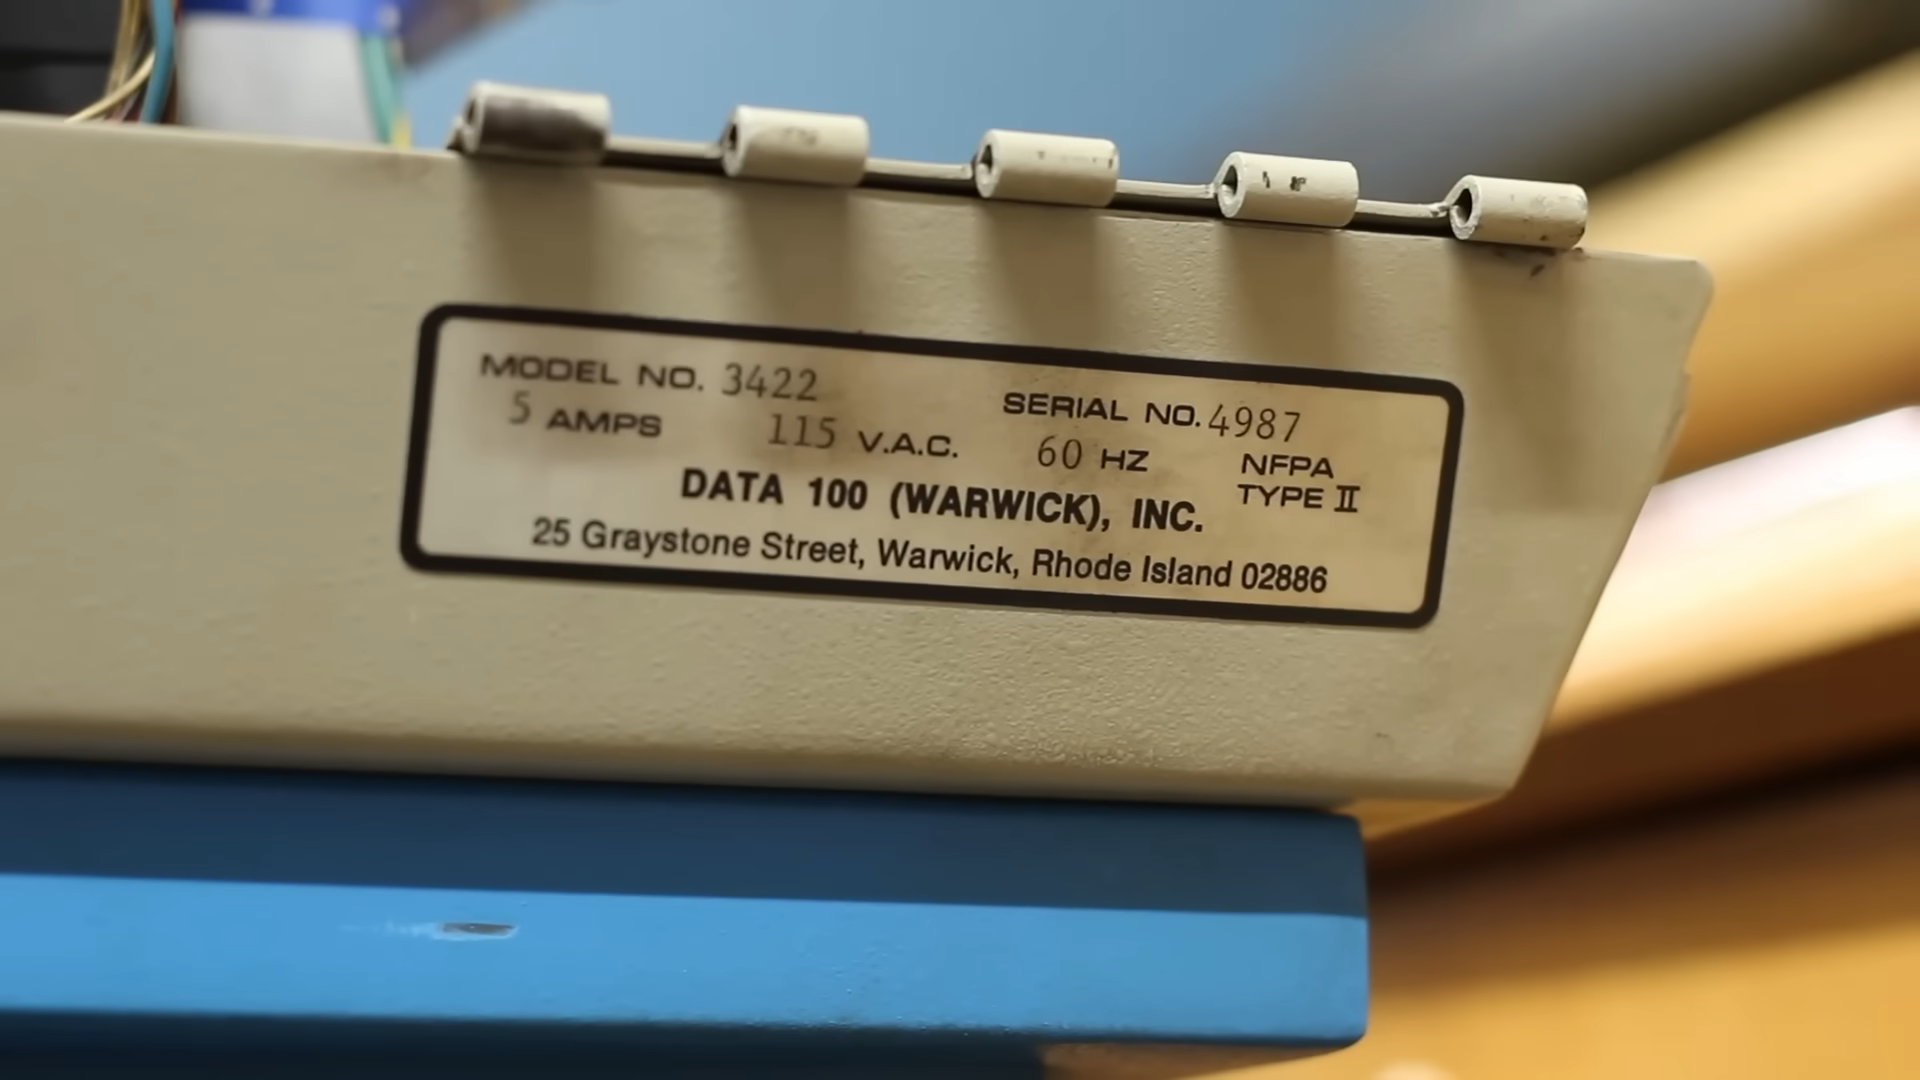 MODEL NO. 3422 SERIAL NO. 4987
5 AMPS 115 V.A.C. 60 HZ NFPA TYPE II
DATA 100 (WARWICK), INC.
25 Graystone Street, Warwick, Rhode Island 02886